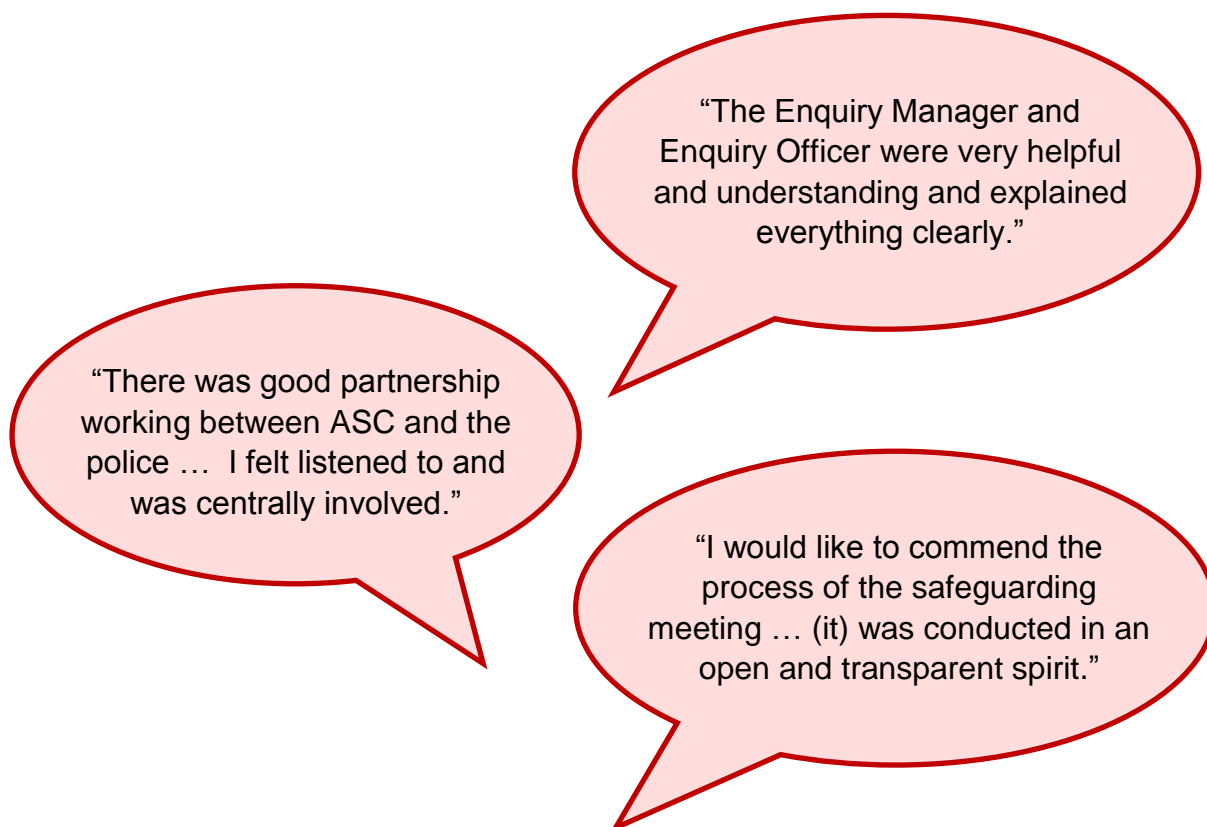 “The Enquiry Manager and
Enquiry Officer were very helpful
and understanding and explained
everything clearly.”
“There was good partnership
working between ASC and the
police …  I felt listened to and
was centrally involved.”
“I would like to commend the
process of the safeguarding
meeting … (it) was conducted in an
open and transparent spirit.”